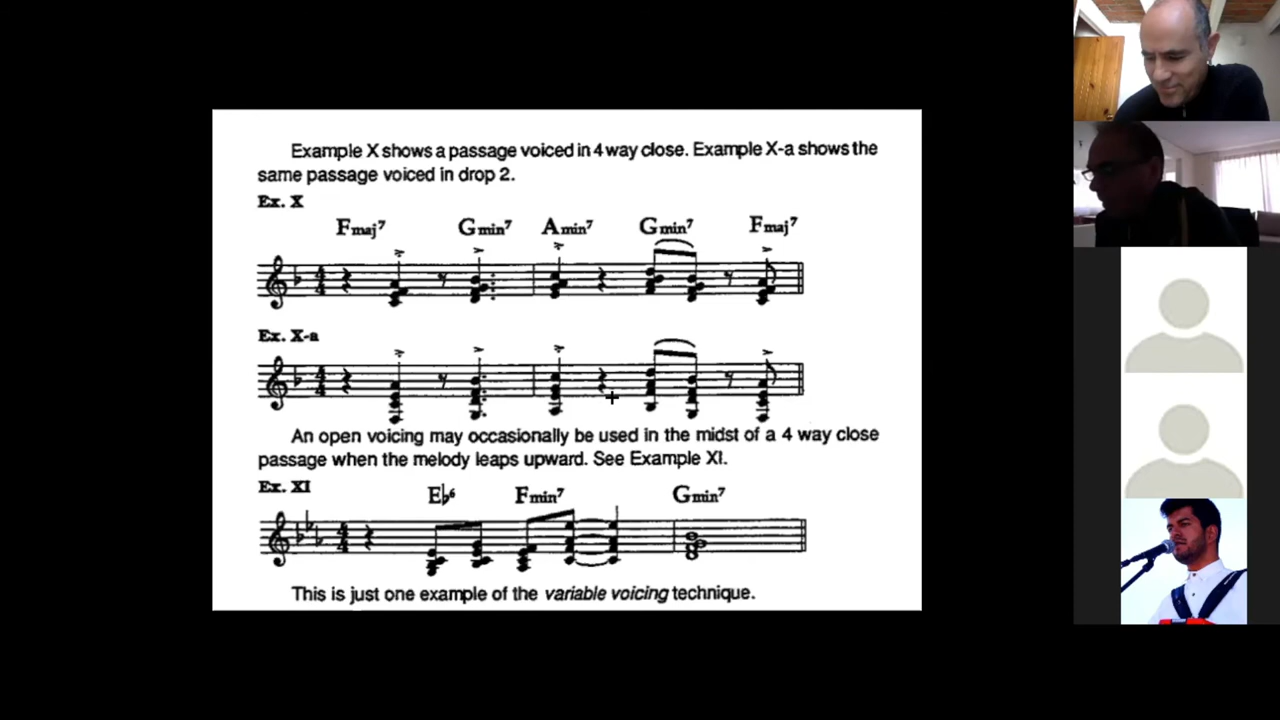 Example X shows a passage voiced in 4 way close. Example X-a shows the
same passage voiced in drop 2.
Ex. X
Fmaj7 Gmin7 Amin7 Gmin7 Fmaj7
Ex. X-a
An open voicing may occasionally be used in the midst of a 4 way close
passage when the melody leaps upward. See Example XI.
Ex. XI
E♭6 Fmin7 Gmin7
This is just one example of the variable voicing technique.